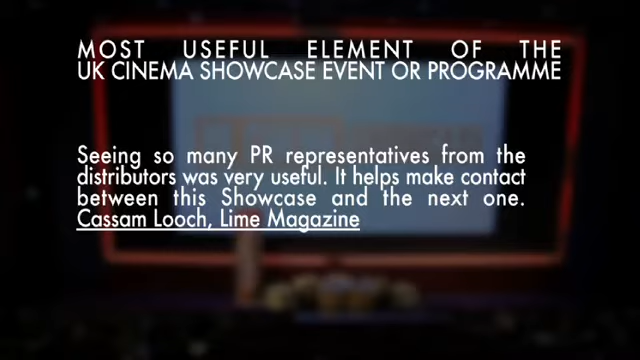 MOST USEFUL ELEMENT OF THE
UK CINEMA SHOWCASE EVENT OR PROGRAMME
Seeing so many PR representatives from the
distributors was very useful. It helps make contact
between this Showcase and the next one.
Cassam Looch, Lime Magazine